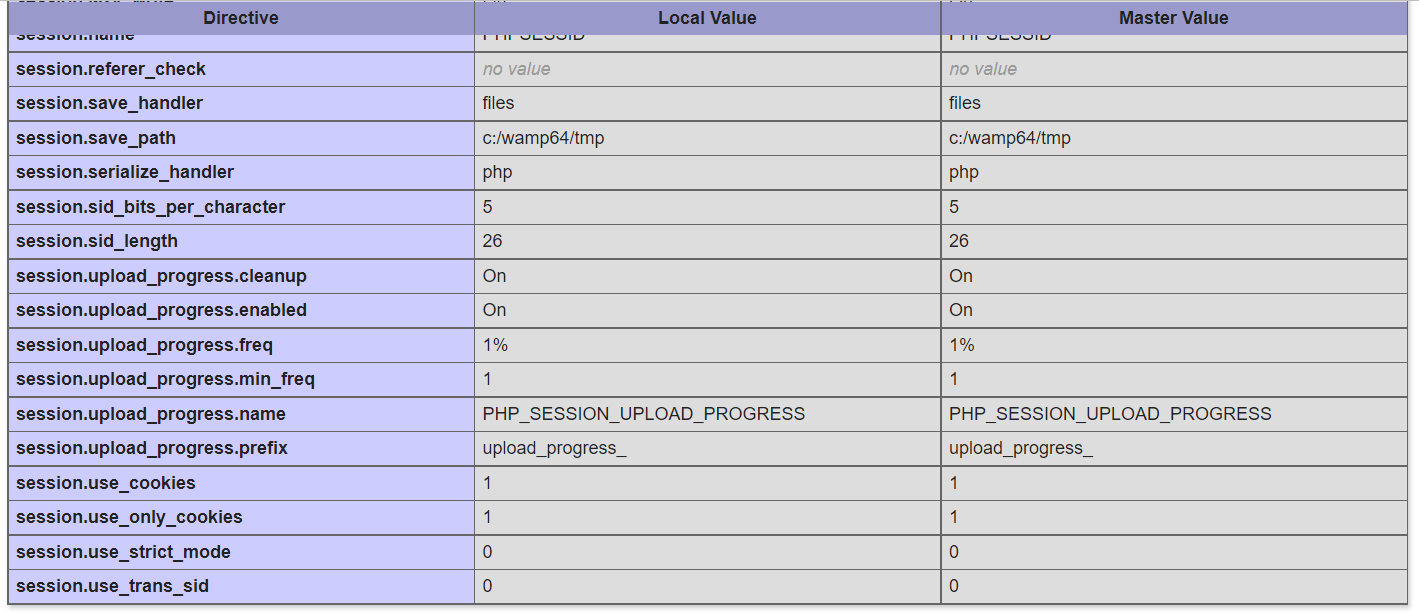 Directive Local Value Master Value
session.name PHPSESSID PHPSESSID
session.referer_check no value no value
session.save_handler files files
session.save_path c:/wamp64/tmp c:/wamp64/tmp
session.serialize_handler php php
session.sid_bits_per_character 5 5
session.sid_length 26 26
session.upload_progress.cleanup On On
session.upload_progress.enabled On On
session.upload_progress.freq 1% 1%
session.upload_progress.min_freq 1 1
session.upload_progress.name PHP_SESSION_UPLOAD_PROGRESS PHP_SESSION_UPLOAD_PROGRESS
session.upload_progress.prefix upload_progress_ upload_progress_
session.use_cookies 1 1
session.use_only_cookies 1 1
session.use_strict_mode 0 0
session.use_trans_sid 0 0